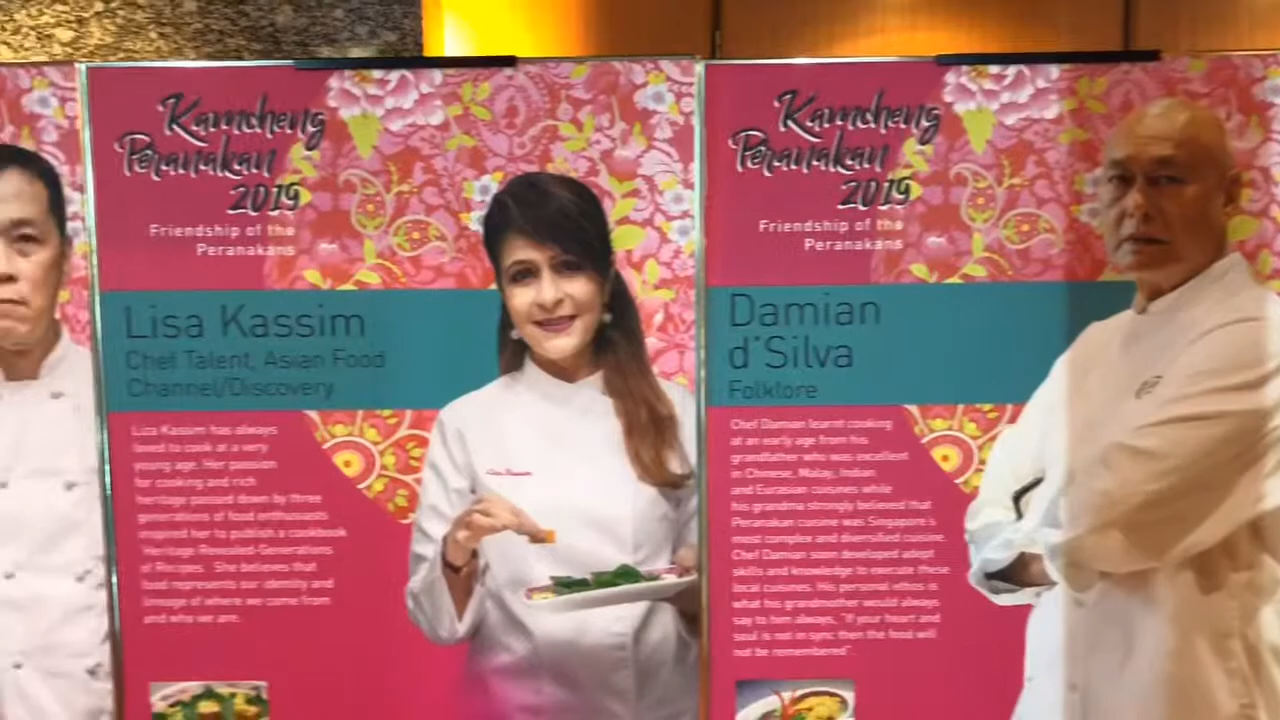 Kamcheng
Peranakan
2019
Friendship of the
Peranakans
Lisa Kassim
Chef Talent, Asian Food
Channel/Discovery
Lisa Kassim has always
loved to cook at a very
young age. Her passion
for cooking and rich
heritage passed down by three
generations of food enthusiasts
inspired her to publish a cookbook
'Heritage Revealed-Generations
of Recipes. She believes that
food represents our identity and
lineage of where we come from
and who we are.
Kamcheng
Peranakan
2019
Friendship of the
Peranakans
Damian
d'Silva
Folklore
Chef Damian learnt cooking
at an early age from his
grandfather who was excellent
in Chinese, Malay, Indian
and Eurasian cuisines while
his grandma strongly believed that
Peranakan cuisine was Singapore's
most complex and diversified cuisine.
Chef Damian soon developed adept
skills and knowledge to execute these
local cuisines. His personal ethos is
what his grandmother would always
say to him always, "If your heart and
soul is not in sync then the food will
not be remembered".